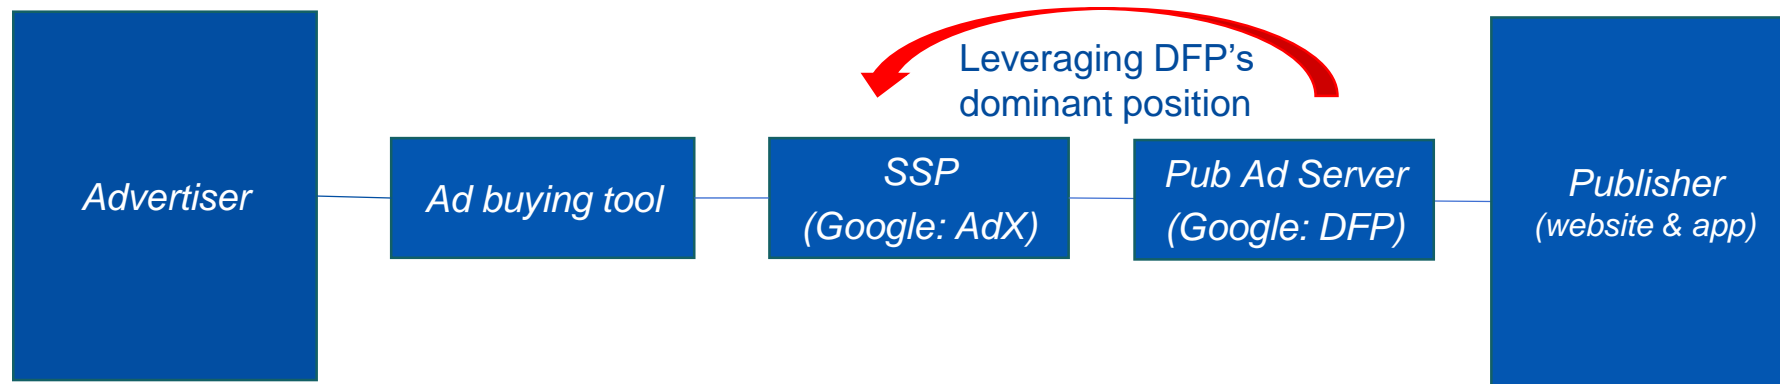 Leveraging DFP's
dominant position
Advertiser
Ad buying tool
SSP
(Google: AdX)
Pub Ad Server
(Google: DFP)
Publisher
(website & app)